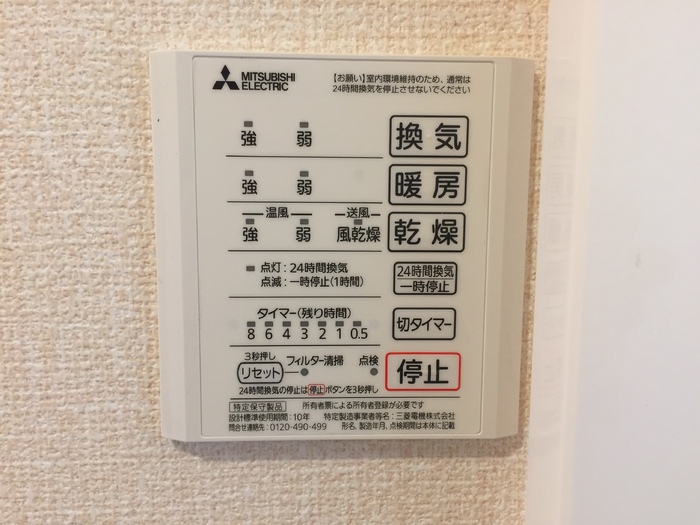 MITSUBISHI
ELECTRIC
【お願い】室内環境維持のため、通常は
24時間換気を停止させないでください
強 弱 換気
強 弱 暖房
温風 送風
強 弱 風乾燥 乾燥
点灯：24時間換気
点滅：一時停止(1時間)
24時間換気
一時停止
タイマー(残り時間)
8 6 4 3 2 1 0.5
切タイマー
3秒押し
リセット フィルター清掃 点検
停止
24時間換気の停止は停止ボタンを3秒押し
特定保守製品 所有者票による所有者登録が必要です
設計標準使用期間：10年 特定製造事業者等名：三菱電機株式会社
問合せ連絡先：0120-490-499 形名、製造年月、点検期間は本体に記載